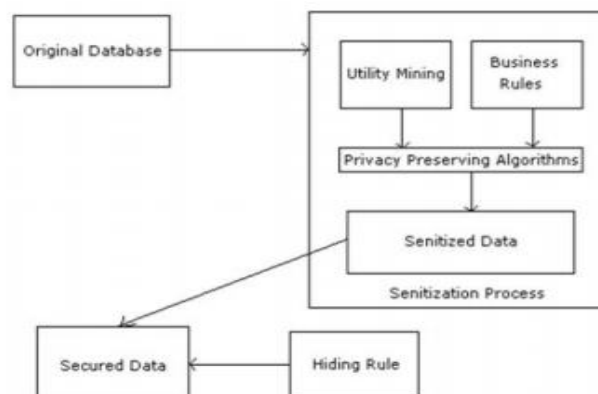 Original Database
Utility Mining
Business
Rules
Privacy Preserving Algorithms
Senitized Data
Senitization Process
Secured Data
Hiding Rule